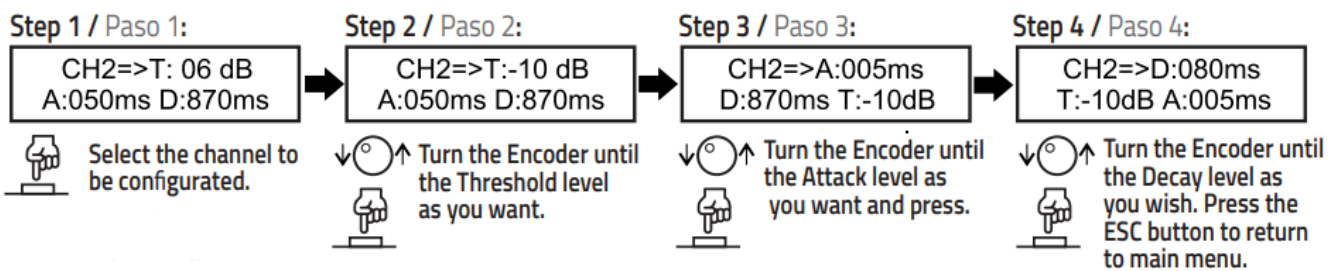 Step 1 / Paso 1:
CH2=>T: 06 dB
A:050ms D:870ms
Select the channel to
be configurated.
Step 2 / Paso 2:
CH2=>T:-10 dB
A:050ms D:870ms
Turn the Encoder until
the Threshold level
as you want.
Step 3 / Paso 3:
CH2=>A:005ms
D:870ms T:-10dB
Turn the Encoder until
the Attack level as
you want and press.
Step 4 / Paso 4:
CH2=>D:080ms
T:-10dB A:005ms
Turn the Encoder until
the Decay level as
you wish. Press the
ESC button to return
to main menu.